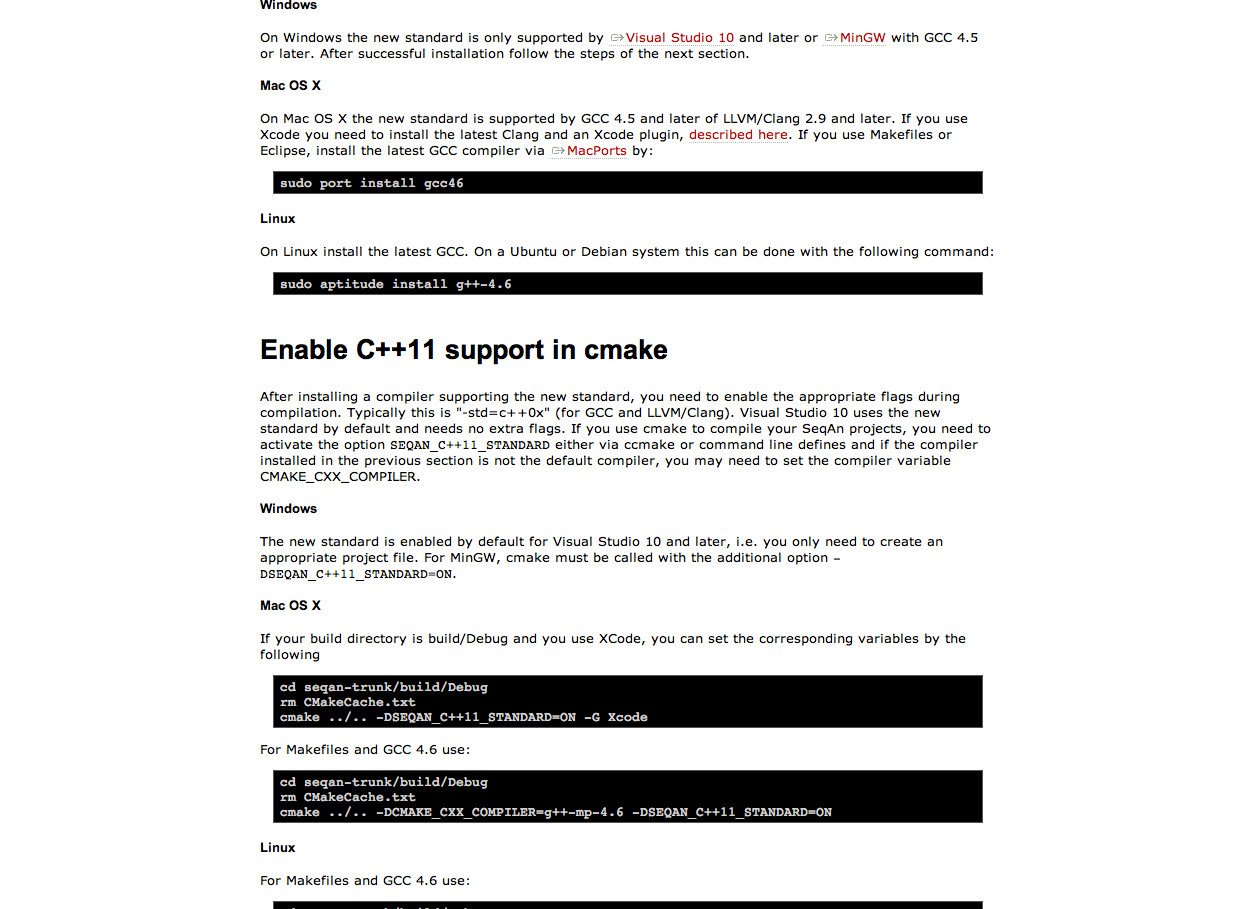 Windows
On Windows the new standard is only supported by Visual Studio 10 and later or MinGW with GCC 4.5
or later. After successful installation follow the steps of the next section.
Mac OS X
On Mac OS X the new standard is supported by GCC 4.5 and later of LLVM/Clang 2.9 and later. If you use
Xcode you need to install the latest Clang and an Xcode plugin, described here. If you use Makefiles or
Eclipse, install the latest GCC compiler via MacPorts by:
sudo port install gcc46
Linux
On Linux install the latest GCC. On a Ubuntu or Debian system this can be done with the following command:
sudo aptitude install g++-4.6
Enable C++11 support in cmake
After installing a compiler supporting the new standard, you need to enable the appropriate flags during
compilation. Typically this is "-std=c++0x" (for GCC and LLVM/Clang). Visual Studio 10 uses the new
standard by default and needs no extra flags. If you use cmake to compile your SeqAn projects, you need to
activate the option SEQAN_C++11_STANDARD either via ccmake or command line defines and if the compiler
installed in the previous section is not the default compiler, you may need to set the compiler variable
CMAKE_CXX_COMPILER.
Windows
The new standard is enabled by default for Visual Studio 10 and later, i.e. you only need to create an
appropriate project file. For MinGW, cmake must be called with the additional option –
DSEQAN_C++11_STANDARD=ON.
Mac OS X
If your build directory is build/Debug and you use XCode, you can set the corresponding variables by the
following
cd seqan-trunk/build/Debug
rm CMakeCache.txt
cmake ../.. -DSEQAN_C++11_STANDARD=ON -G Xcode
For Makefiles and GCC 4.6 use:
cd seqan-trunk/build/Debug
rm CMakeCache.txt
cmake ../.. -DCMAKE_CXX_COMPILER=g++-mp-4.6 -DSEQAN_C++11_STANDARD=ON
Linux
For Makefiles and GCC 4.6 use: